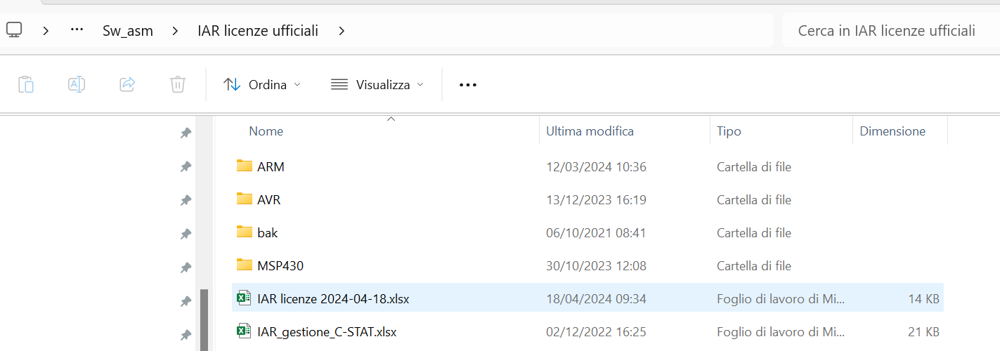 Sw_asm IAR licenze ufficiali Cerca in IAR licenze ufficiali
Ordina Visualizza
Nome Ultima modifica Tipo Dimensione
ARM 12/03/2024 10:36 Cartella di file
AVR 13/12/2023 16:19 Cartella di file
bak 06/10/2021 08:41 Cartella di file
MSP430 30/10/2023 12:08 Cartella di file
IAR licenze 2024-04-18.xlsx 18/04/2024 09:34 Foglio di lavoro di Mi... 14 KB
IAR_gestione_C-STAT.xlsx 02/12/2022 16:25 Foglio di lavoro di Mi... 21 KB